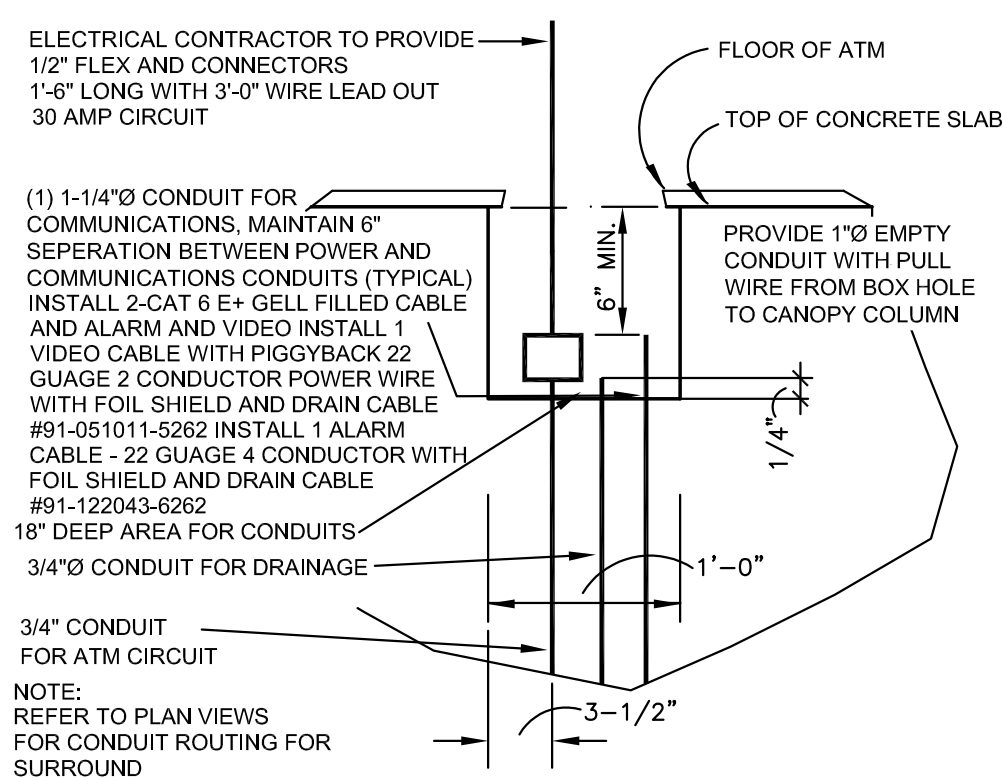 ELECTRICAL CONTRACTOR TO PROVIDE
1/2" FLEX AND CONNECTORS
1'-6" LONG WITH 3'-0" WIRE LEAD OUT
30 AMP CIRCUIT
FLOOR OF ATM
TOP OF CONCRETE SLAB
(1) 1-1/4"Ø CONDUIT FOR
COMMUNICATIONS, MAINTAIN 6"
SEPERATION BETWEEN POWER AND
COMMUNICATIONS CONDUITS (TYPICAL)
INSTALL 2-CAT 6 E+ GELL FILLED CABLE
AND ALARM AND VIDEO INSTALL 1
VIDEO CABLE WITH PIGGYBACK 22
GUAGE 2 CONDUCTOR POWER WIRE
WITH FOIL SHIELD AND DRAIN CABLE
#91-051011-5262 INSTALL 1 ALARM
CABLE - 22 GUAGE 4 CONDUCTOR WITH
FOIL SHIELD AND DRAIN CABLE
#91-122043-6262
6" MIN.
PROVIDE 1"Ø EMPTY
CONDUIT WITH PULL
WIRE FROM BOX HOLE
TO CANOPY COLUMN
1/4"
18" DEEP AREA FOR CONDUITS
3/4"Ø CONDUIT FOR DRAINAGE
1'-0"
3/4" CONDUIT
FOR ATM CIRCUIT
NOTE:
REFER TO PLAN VIEWS
FOR CONDUIT ROUTING FOR
SURROUND
3-1/2"